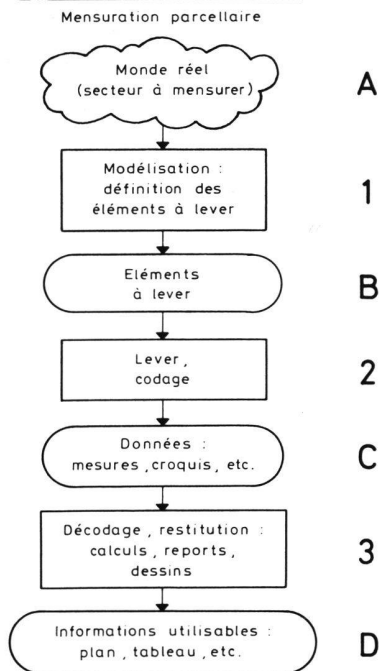 Mensuration parcellaire
Monde réel
(secteur à mensurer)
A
Modélisation :
définition des
éléments à lever
1
Eléments
à lever
B
Lever,
codage
2
Données :
mesures, croquis, etc.
C
Décodage, restitution :
calculs, reports,
dessins
3
Informations utilisables :
plan, tableau, etc.
D